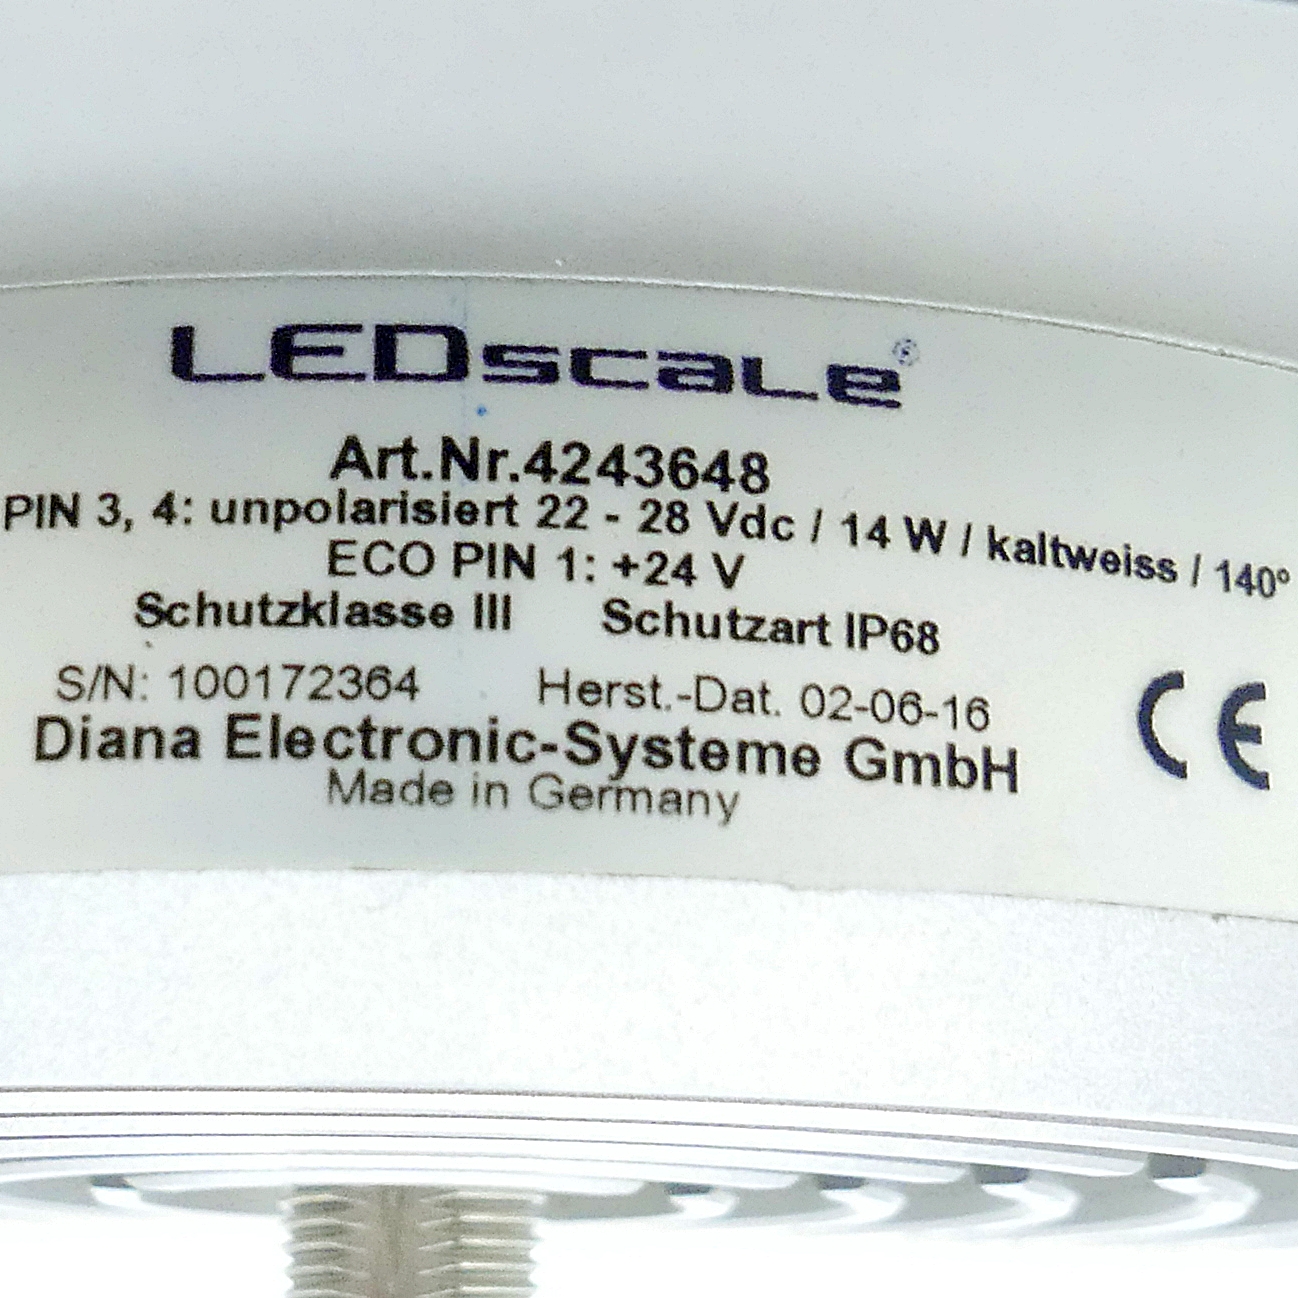 LEDscale®
Art.Nr.4243648
PIN 3, 4: unpolarisiert 22 - 28 Vdc / 14 W / kaltweiss / 140°
ECO PIN 1: +24 V
Schutzklasse III Schutzart IP68
S/N: 100172364 Herst.-Dat. 02-06-16
Diana Electronic-Systeme GmbH
Made in Germany
CE